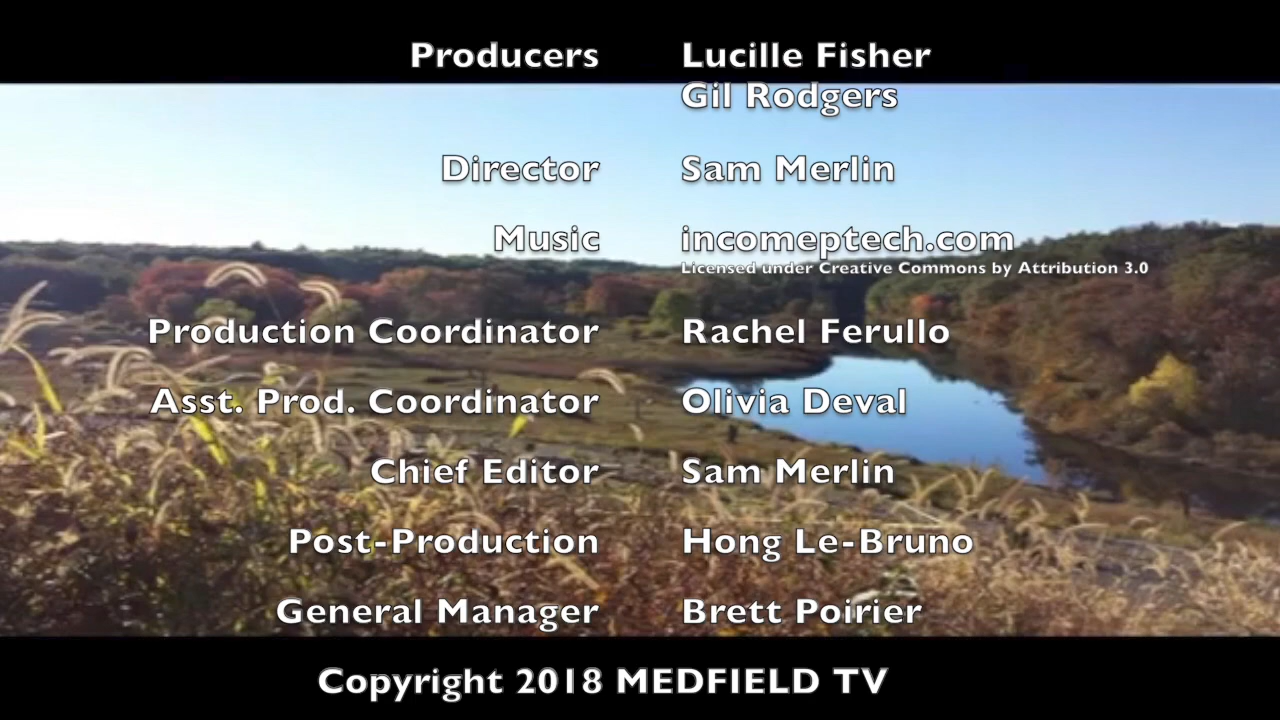 Producers Lucille Fisher
Gil Rodgers
Director Sam Merlin
Music incomeptech.com
Licensed under Creative Commons by Attribution 3.0
Production Coordinator Rachel Ferullo
Asst. Prod. Coordinator Olivia Deval
Chief Editor Sam Merlin
Post-Production Hong Le-Bruno
General Manager Brett Poirier
Copyright 2018 MEDFIELD TV